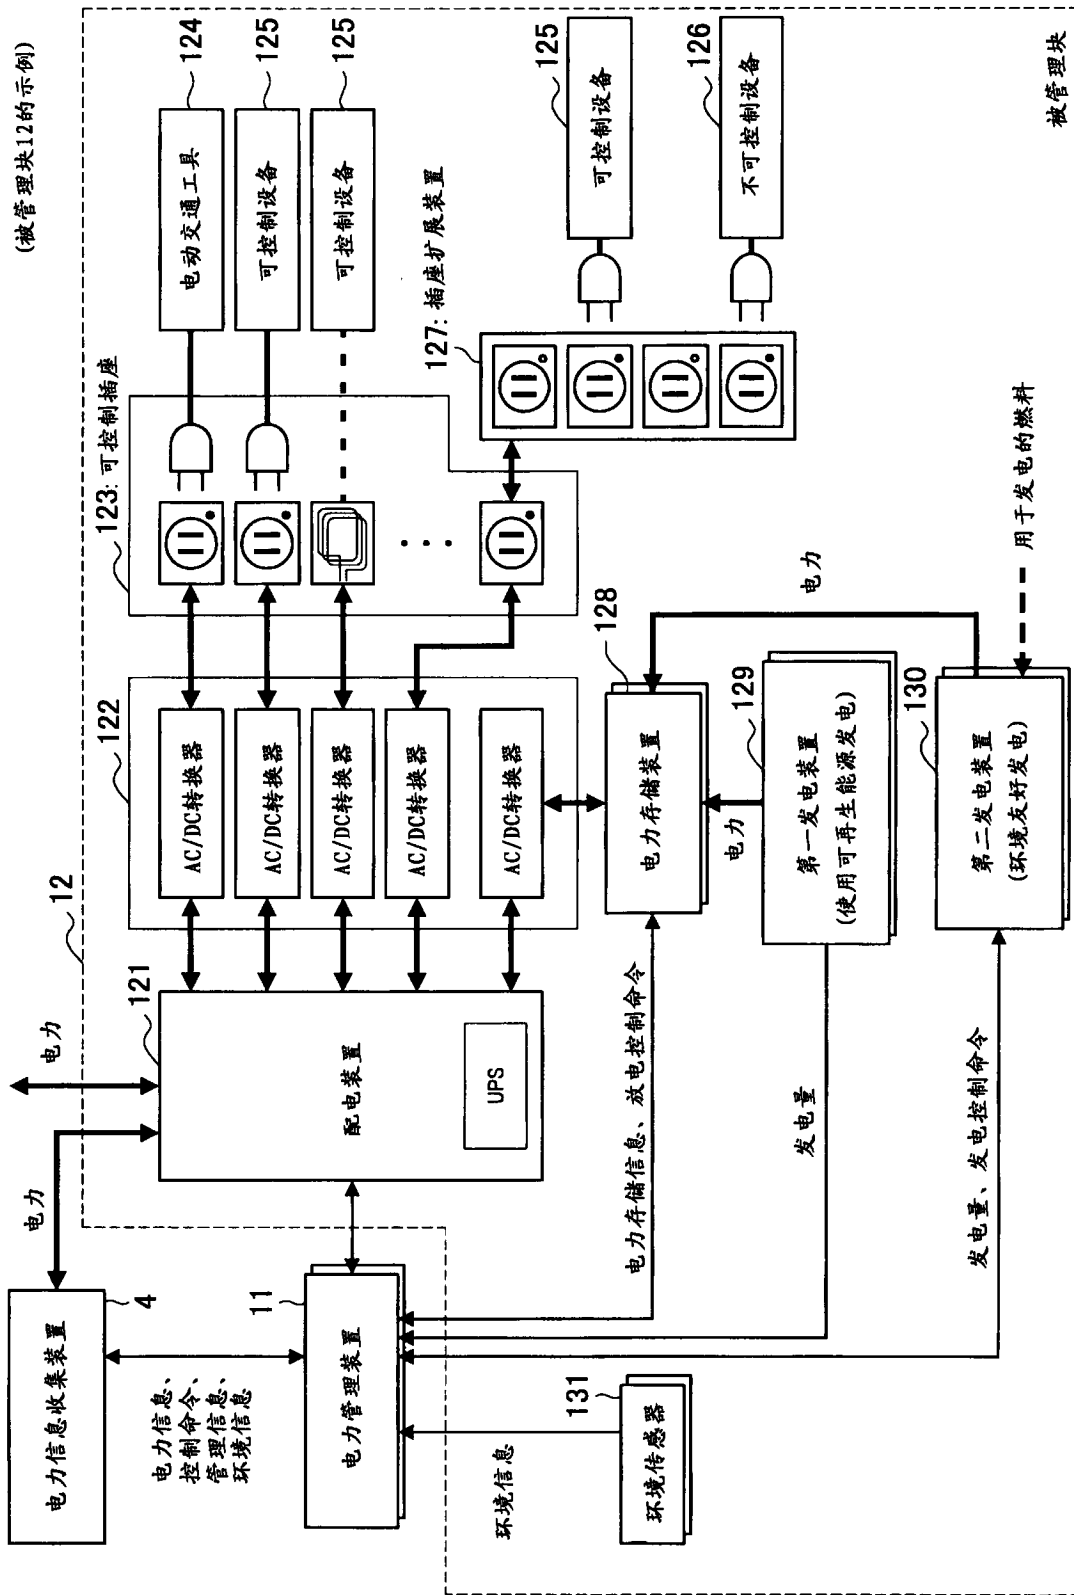 (被管理块12的示例)
电力信息收集装置
4
电力
电力
12
电力信息、
控制命令、
管理信息、
环境信息
11
电力管理装置
121
配电装置
UPS
122
AC/DC转换器
AC/DC转换器
AC/DC转换器
AC/DC转换器
AC/DC转换器
123: 可控制插座
电动交通工具
124
可控制设备
125
可控制设备
125
127: 插座扩展装置
可控制设备
125
不可控制设备
126
128
电力存储装置
电力
电力存储信息、放电控制命令
129
第一发电装置
(使用可再生能源发电)
电力
发电量
130
第二发电装置
(环境友好发电)
用于发电的燃料
发电量、发电控制命令
环境信息
131
环境传感器
被管理块